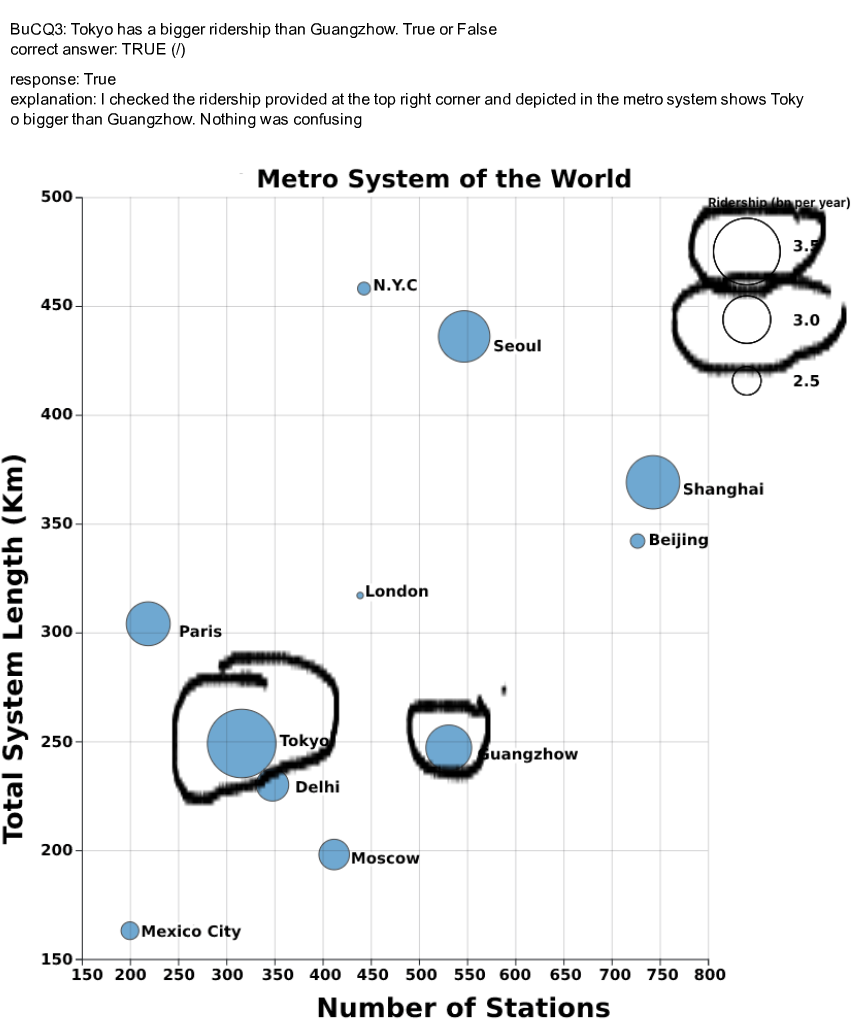 BuCQ3: Tokyo has a bigger ridership than Guangzhow. True or False
correct answer: TRUE (/)
response: True
explanation: I checked the ridership provided at the top right corner and depicted in the metro system shows Toky
o bigger than Guangzhow. Nothing was confusing
Metro System of the World
Ridership (bn per year)
3.5
3.0
2.5
500
450
400
350
300
250
200
150
Total System Length (Km)
N.Y.C
Seoul
Shanghai
Beijing
London
Paris
Tokyo
Guangzhow
Delhi
Moscow
Mexico City
150 200 250 300 350 400 450 500 550 600 650 700 750 800
Number of Stations